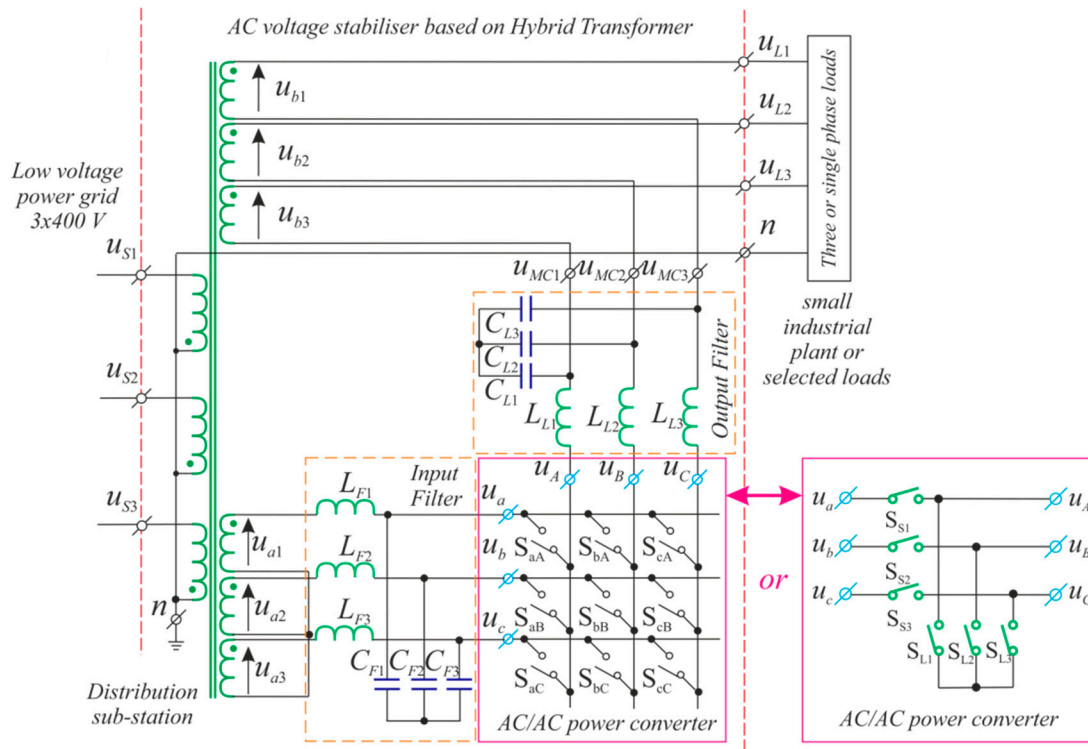 AC voltage stabiliser based on Hybrid Transformer
u_L1
u_b1
u_L2
u_b2
Low voltage
power grid
3x400 V
u_L3
u_b3
n
Three or single phase loads
u_S1
u_MC1 u_MC2 u_MC3
small
industrial
plant or
selected loads
C_L3
C_L2
C_L1
Output Filter
u_S2
L_L1 L_L2 L_L3
u_S3
Input
Filter
L_F1
u_A u_B u_C
u_a
u_a1
L_F2
u_b
S_aA S_bA S_cA
u_a2
L_F3
u_c
S_aB S_bB S_cB
n
u_a3
C_F1 C_F2 C_F3
S_aC S_bC S_cC
Distribution
sub-station
AC/AC power converter
or
u_a
S_S1
u_A
u_b
S_S2
u_c
S_S3
S_L1 S_L2 S_L3
AC/AC power converter